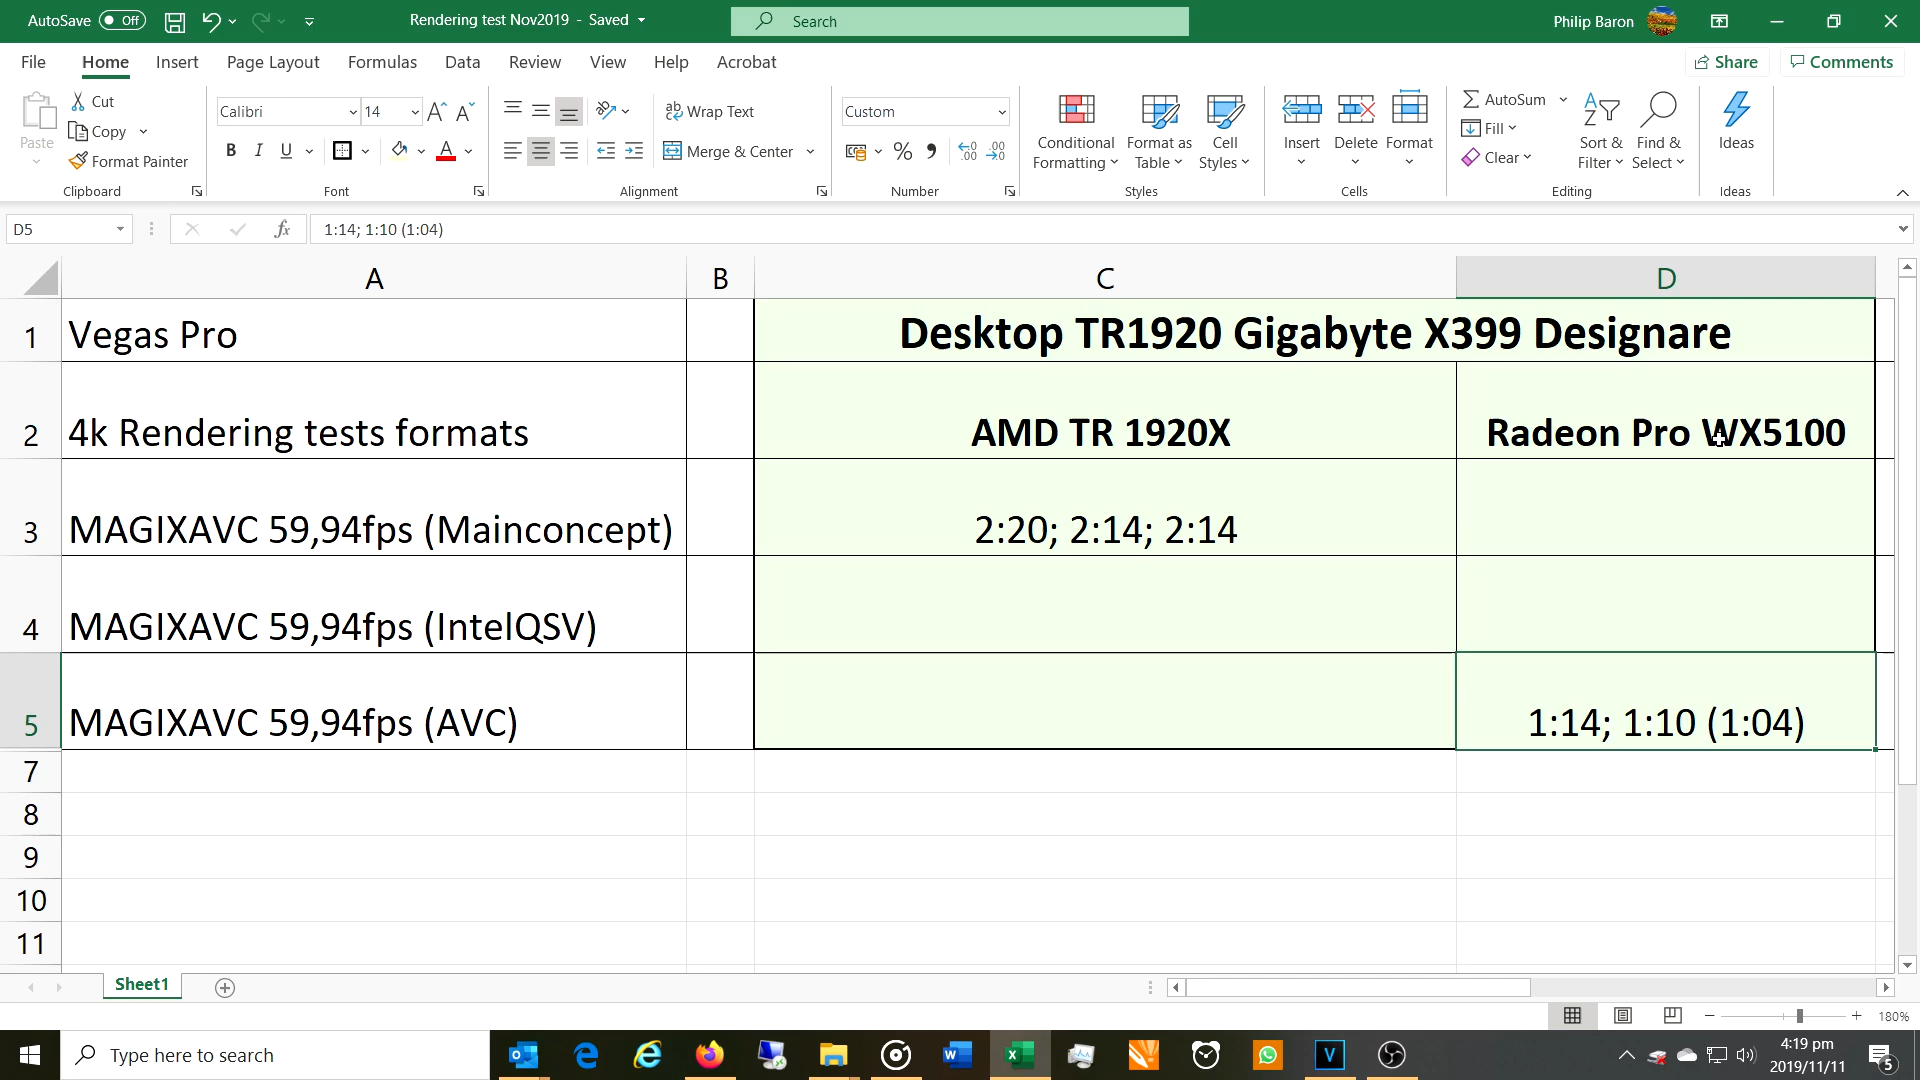 AutoSave Off Rendering test Nov2019 - Saved Search Philip Baron
File Home Insert Page Layout Formulas Data Review View Help Acrobat Share Comments
Paste Cut Copy Format Painter Clipboard
Calibri 14 B I U A Font
Wrap Text Merge & Center Alignment
Custom % Number
Conditional Formatting Format as Table Cell Styles Styles
Insert Delete Format Cells
AutoSum Fill Clear Sort & Filter Find & Select Editing
Ideas Ideas
D5 fx 1:14; 1:10 (1:04)
A B C D
1 Vegas Pro Desktop TR1920 Gigabyte X399 Designare
2 4k Rendering tests formats AMD TR 1920X Radeon Pro WX5100
3 MAGIXAVC 59,94fps (Mainconcept) 2:20; 2:14; 2:14
4 MAGIXAVC 59,94fps (IntelQSV)
5 MAGIXAVC 59,94fps (AVC) 1:14; 1:10 (1:04)
7
8
9
10
11
Sheet1
180%
Type here to search
4:19 pm
2019/11/11
5